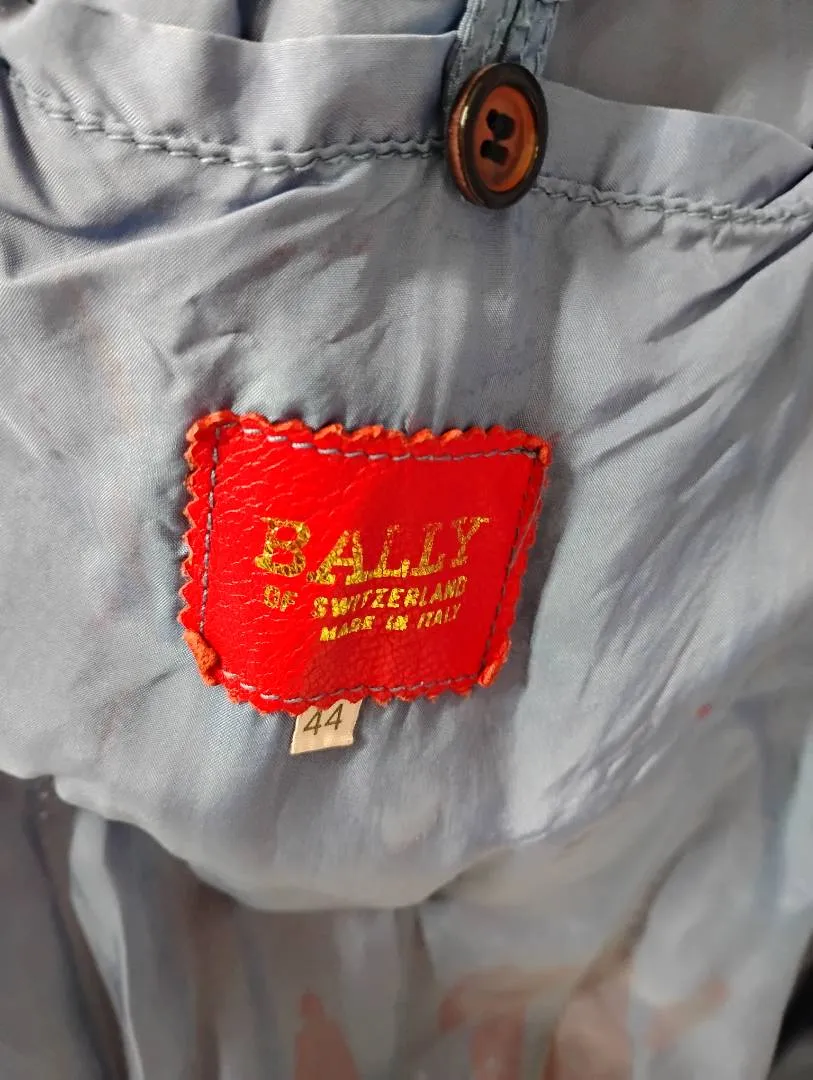 BALLY
OF SWITZERLAND
MADE IN ITALY
44